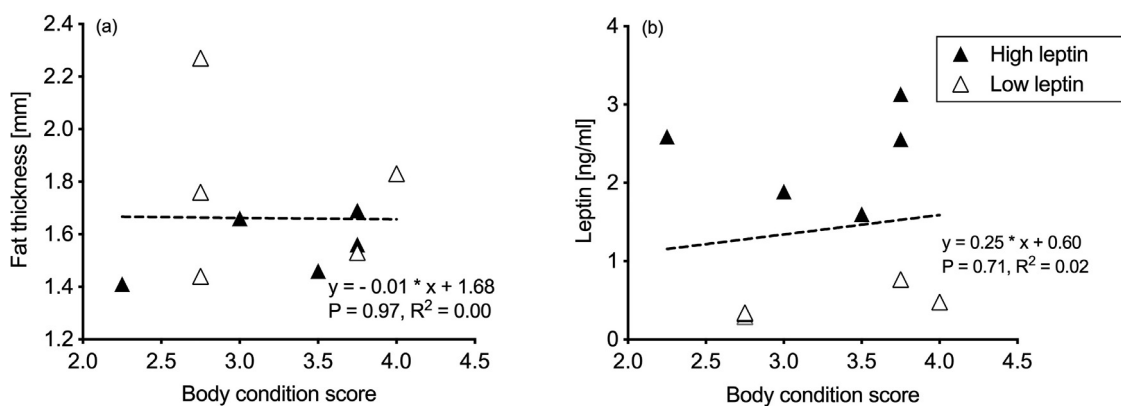 (a)
2.4
2.2
2.0
1.8
1.6
1.4
1.2
Fat thickness [mm]
y = - 0.01 * x + 1.68
P = 0.97, R² = 0.00
2.0 2.5 3.0 3.5 4.0 4.5
Body condition score
(b)
4
3
2
1
0
Leptin [ng/ml]
High leptin
Low leptin
y = 0.25 * x + 0.60
P = 0.71, R² = 0.02
2.0 2.5 3.0 3.5 4.0 4.5
Body condition score